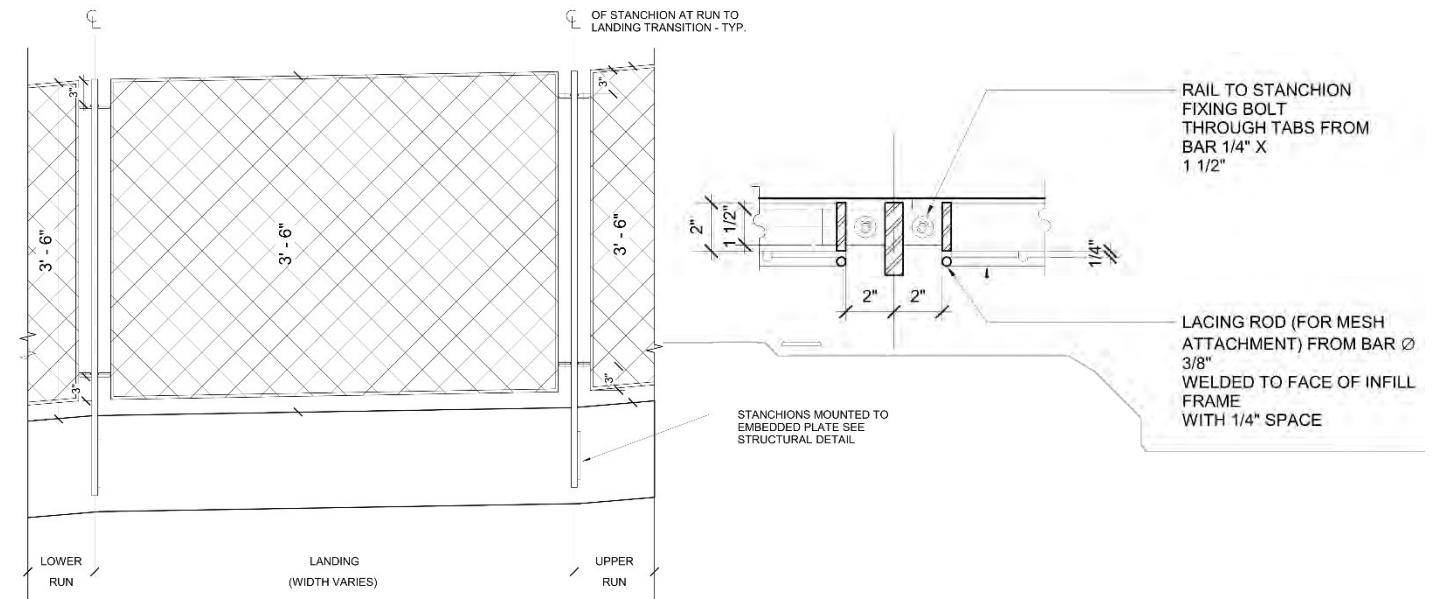 ℄
℄ OF STANCHION AT RUN TO
LANDING TRANSITION - TYP.
3"
3"
3' - 6"
3' - 6"
3' - 6"
3"
3"
STANCHIONS MOUNTED TO
EMBEDDED PLATE SEE
STRUCTURAL DETAIL
LOWER
RUN
LANDING
(WIDTH VARIES)
UPPER
RUN
RAIL TO STANCHION
FIXING BOLT
THROUGH TABS FROM
BAR 1/4" X
1 1/2"
2"
1 1/2"
1/4"
2"
2"
LACING ROD (FOR MESH
ATTACHMENT) FROM BAR Ø
3/8"
WELDED TO FACE OF INFILL
FRAME
WITH 1/4" SPACE